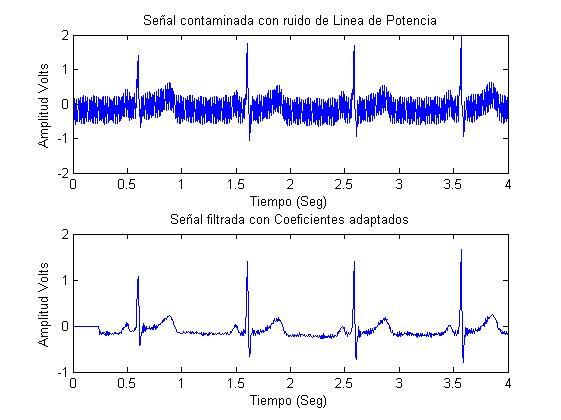 Señal contaminada con ruido de Linea de Potencia
Amplitud Volts
2
1
0
-1
-2
0 0.5 1 1.5 2 2.5 3 3.5 4
Tiempo (Seg)
Señal filtrada con Coeficientes adaptados
Amplitud Volts
2
1
0
-1
0 0.5 1 1.5 2 2.5 3 3.5 4
Tiempo (Seg)